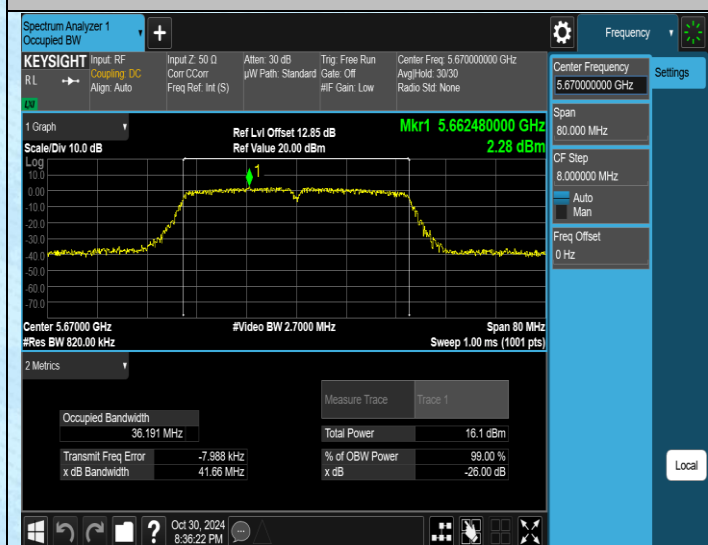 Spectrum Analyzer 1
Occupied BW
Frequency
KEYSIGHT
RL
Input: RF
Coupling: DC
Align: Auto
Input Z: 50 Ω
Corr CCorr
Freq Ref: Int (S)
Atten: 30 dB
µW Path: Standard
Trig: Free Run
Gate: Off
#IF Gain: Low
Center Freq: 5.670000000 GHz
Avg|Hold: 30/30
Radio Std: None
Center Frequency
5.670000000 GHz
Settings
Span
80.000 MHz
CF Step
8.000000 MHz
Auto
Man
Freq Offset
0 Hz
1 Graph
Scale/Div 10.0 dB
Ref Lvl Offset 12.85 dB
Ref Value 20.00 dBm
Mkr1 5.662480000 GHz
2.28 dBm
Log
10.0
0.00
-10.0
-20.0
-30.0
-40.0
-50.0
-60.0
-70.0
1
Center 5.67000 GHz
#Res BW 820.00 kHz
#Video BW 2.7000 MHz
Span 80 MHz
Sweep 1.00 ms (1001 pts)
2 Metrics
Measure Trace
Trace 1
Occupied Bandwidth
36.191 MHz
Total Power
16.1 dBm
Transmit Freq Error
-7.988 kHz
% of OBW Power
99.00 %
x dB Bandwidth
41.66 MHz
x dB
-26.00 dB
Local
?
Oct 30, 2024
8:36:22 PM